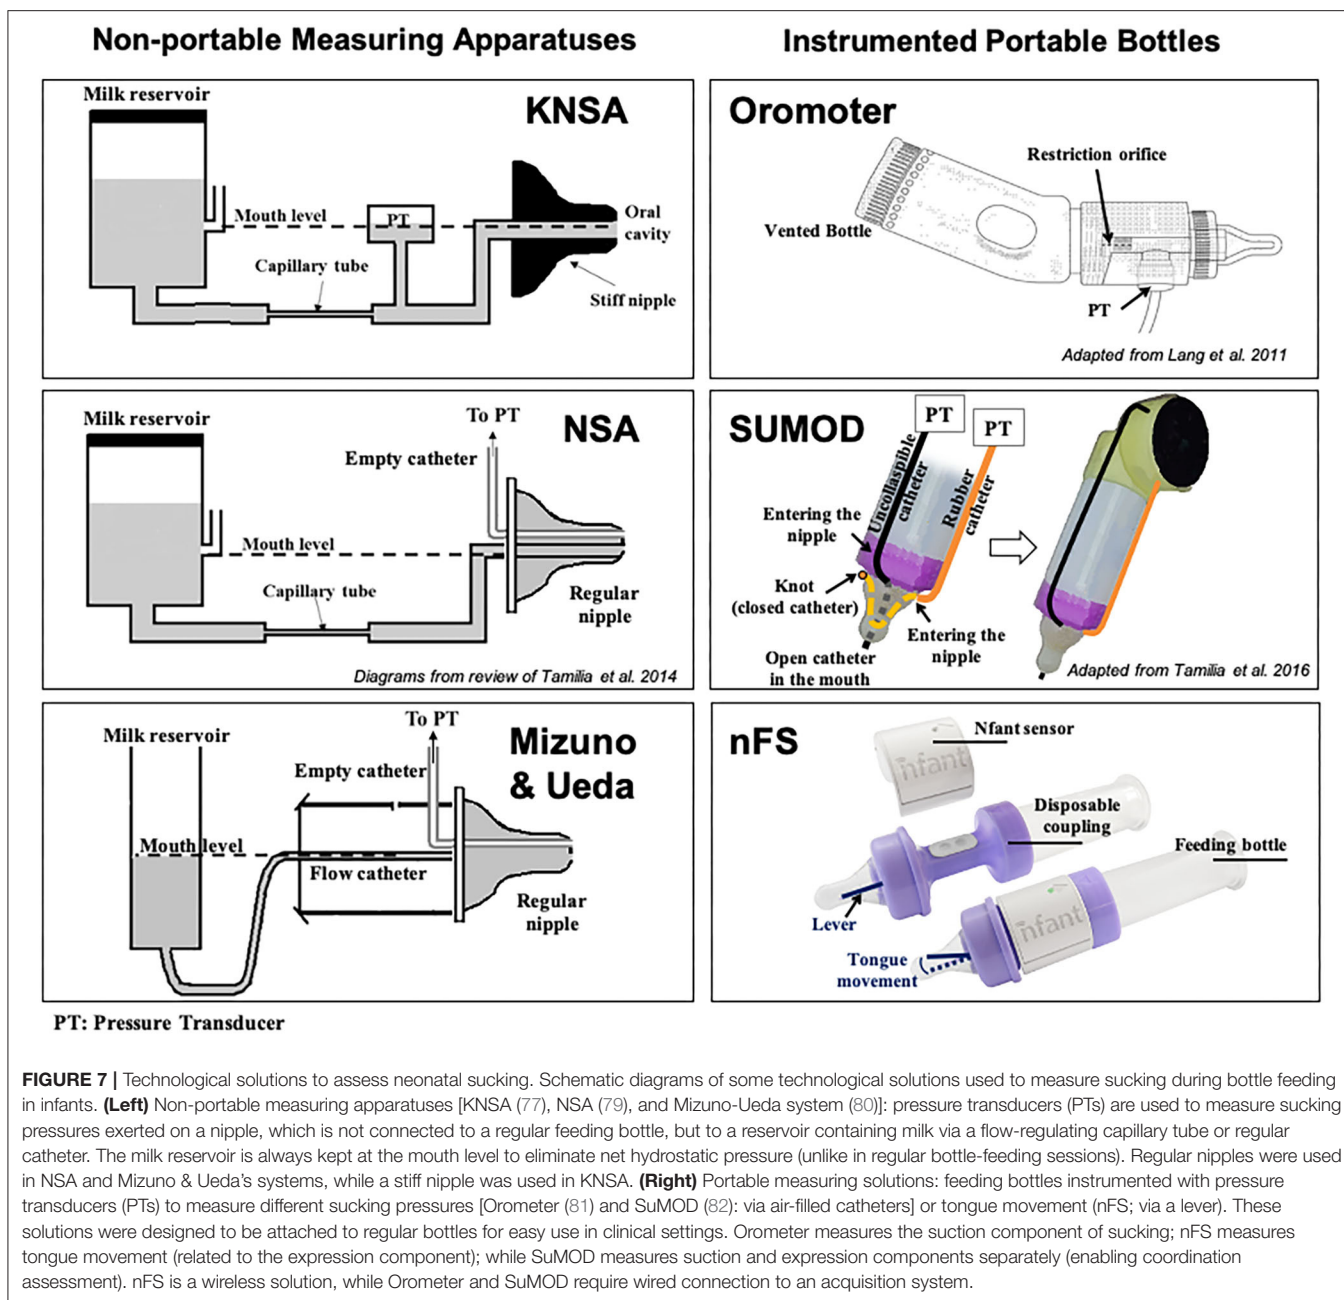 Non-portable Measuring Apparatuses
Instrumented Portable Bottles
Milk reservoir
KNSA
Mouth level
PT
Oral
cavity
Capillary tube
Stiff nipple
Oromoter
Restriction orifice
Vented Bottle
PT
Adapted from Lang et al. 2011
Milk reservoir
To PT
NSA
Empty catheter
Mouth level
Capillary tube
Regular
nipple
Diagrams from review of Tamilia et al. 2014
SUMOD
PT
PT
Uncollaspible
catheter
Rubber
catheter
Entering the
nipple
Knot
(closed catheter)
Entering the
nipple
Open catheter
in the mouth
Adapted from Tamilia et al. 2016
Milk reservoir
To PT
Mizuno
& Ueda
Empty catheter
Mouth level
Flow catheter
Regular
nipple
nFS
Nfant sensor
nfant
Disposable
coupling
Feeding bottle
Lever
nfant
Tongue
movement
PT: Pressure Transducer
FIGURE 7 | Technological solutions to assess neonatal sucking. Schematic diagrams of some technological solutions used to measure sucking during bottle feeding
in infants. (Left) Non-portable measuring apparatuses [KNSA (77), NSA (79), and Mizuno-Ueda system (80)]: pressure transducers (PTs) are used to measure sucking
pressures exerted on a nipple, which is not connected to a regular feeding bottle, but to a reservoir containing milk via a flow-regulating capillary tube or regular
catheter. The milk reservoir is always kept at the mouth level to eliminate net hydrostatic pressure (unlike in regular bottle-feeding sessions). Regular nipples were used
in NSA and Mizuno & Ueda's systems, while a stiff nipple was used in KNSA. (Right) Portable measuring solutions: feeding bottles instrumented with pressure
transducers (PTs) to measure different sucking pressures [Orometer (81) and SuMOD (82): via air-filled catheters] or tongue movement (nFS; via a lever). These
solutions were designed to be attached to regular bottles for easy use in clinical settings. Orometer measures the suction component of sucking; nFS measures
tongue movement (related to the expression component); while SuMOD measures suction and expression components separately (enabling coordination
assessment). nFS is a wireless solution, while Orometer and SuMOD require wired connection to an acquisition system.